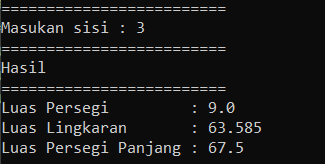 =========================
Masukan sisi : 3
=========================
Hasil
=========================
Luas Persegi         : 9.0
Luas Lingkaran       : 63.585
Luas Persegi Panjang : 67.5